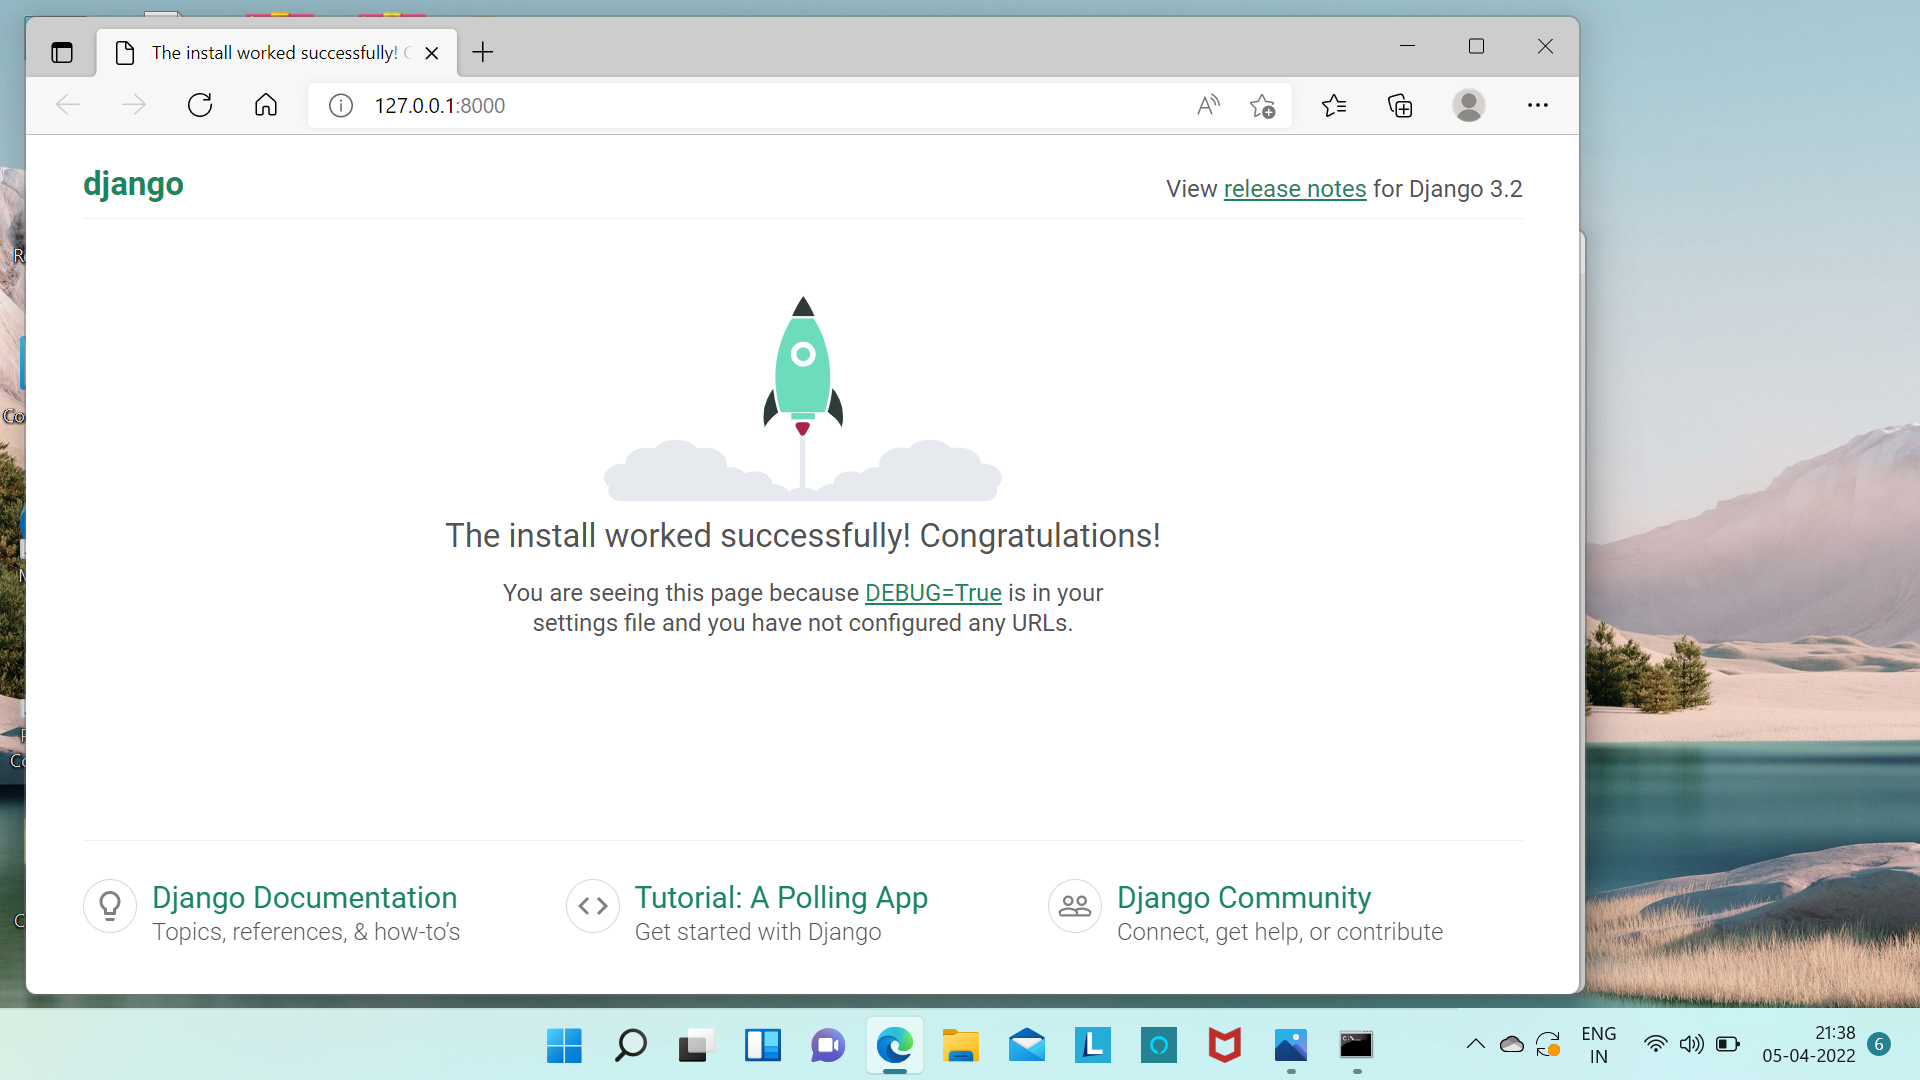 The install worked successfully!
127.0.0.1:8000
django
View release notes for Django 3.2
The install worked successfully! Congratulations!
You are seeing this page because DEBUG=True is in your
settings file and you have not configured any URLs.
Django Documentation
Topics, references, & how-to’s
Tutorial: A Polling App
Get started with Django
Django Community
Connect, get help, or contribute
ENG
IN
21:38
05-04-2022
6